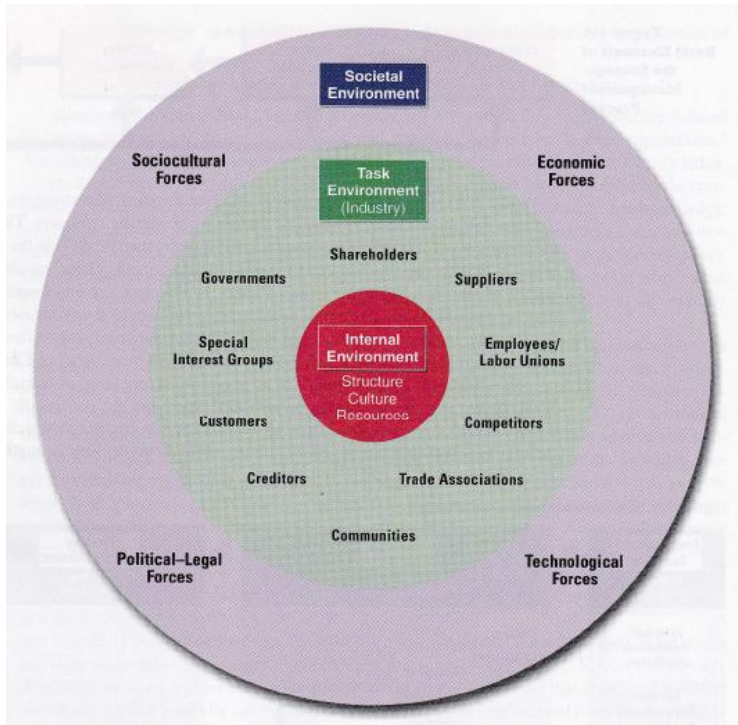 Societal
Environment
Sociocultural
Forces
Economic
Forces
Task
Environment
(Industry)
Shareholders
Governments
Suppliers
Special
Interest Groups
Internal
Environment
Structure
Culture
Resources
Employees/
Labor Unions
Customers
Competitors
Creditors
Trade Associations
Communities
Political–Legal
Forces
Technological
Forces